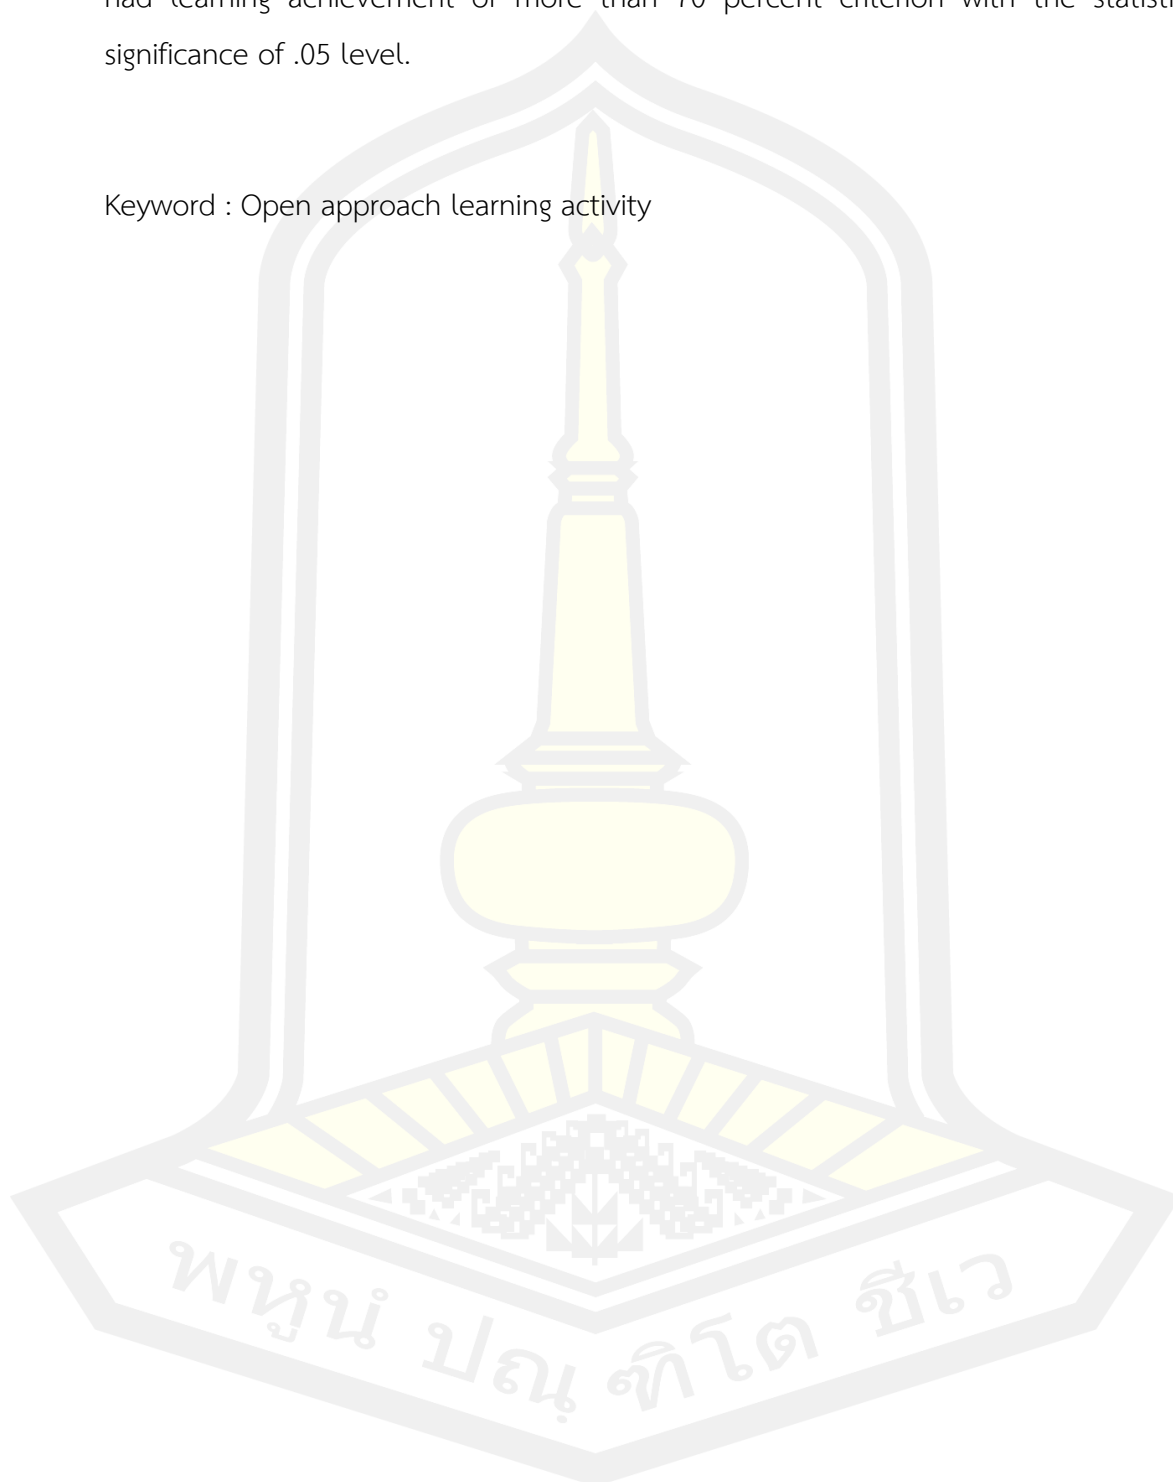 had learning achievement of more than 70 percent criterion with the statisti
significance of .05 level.
Keyword : Open approach learning activity
พหูนํ ปณฺ ฑิโต ชีเว